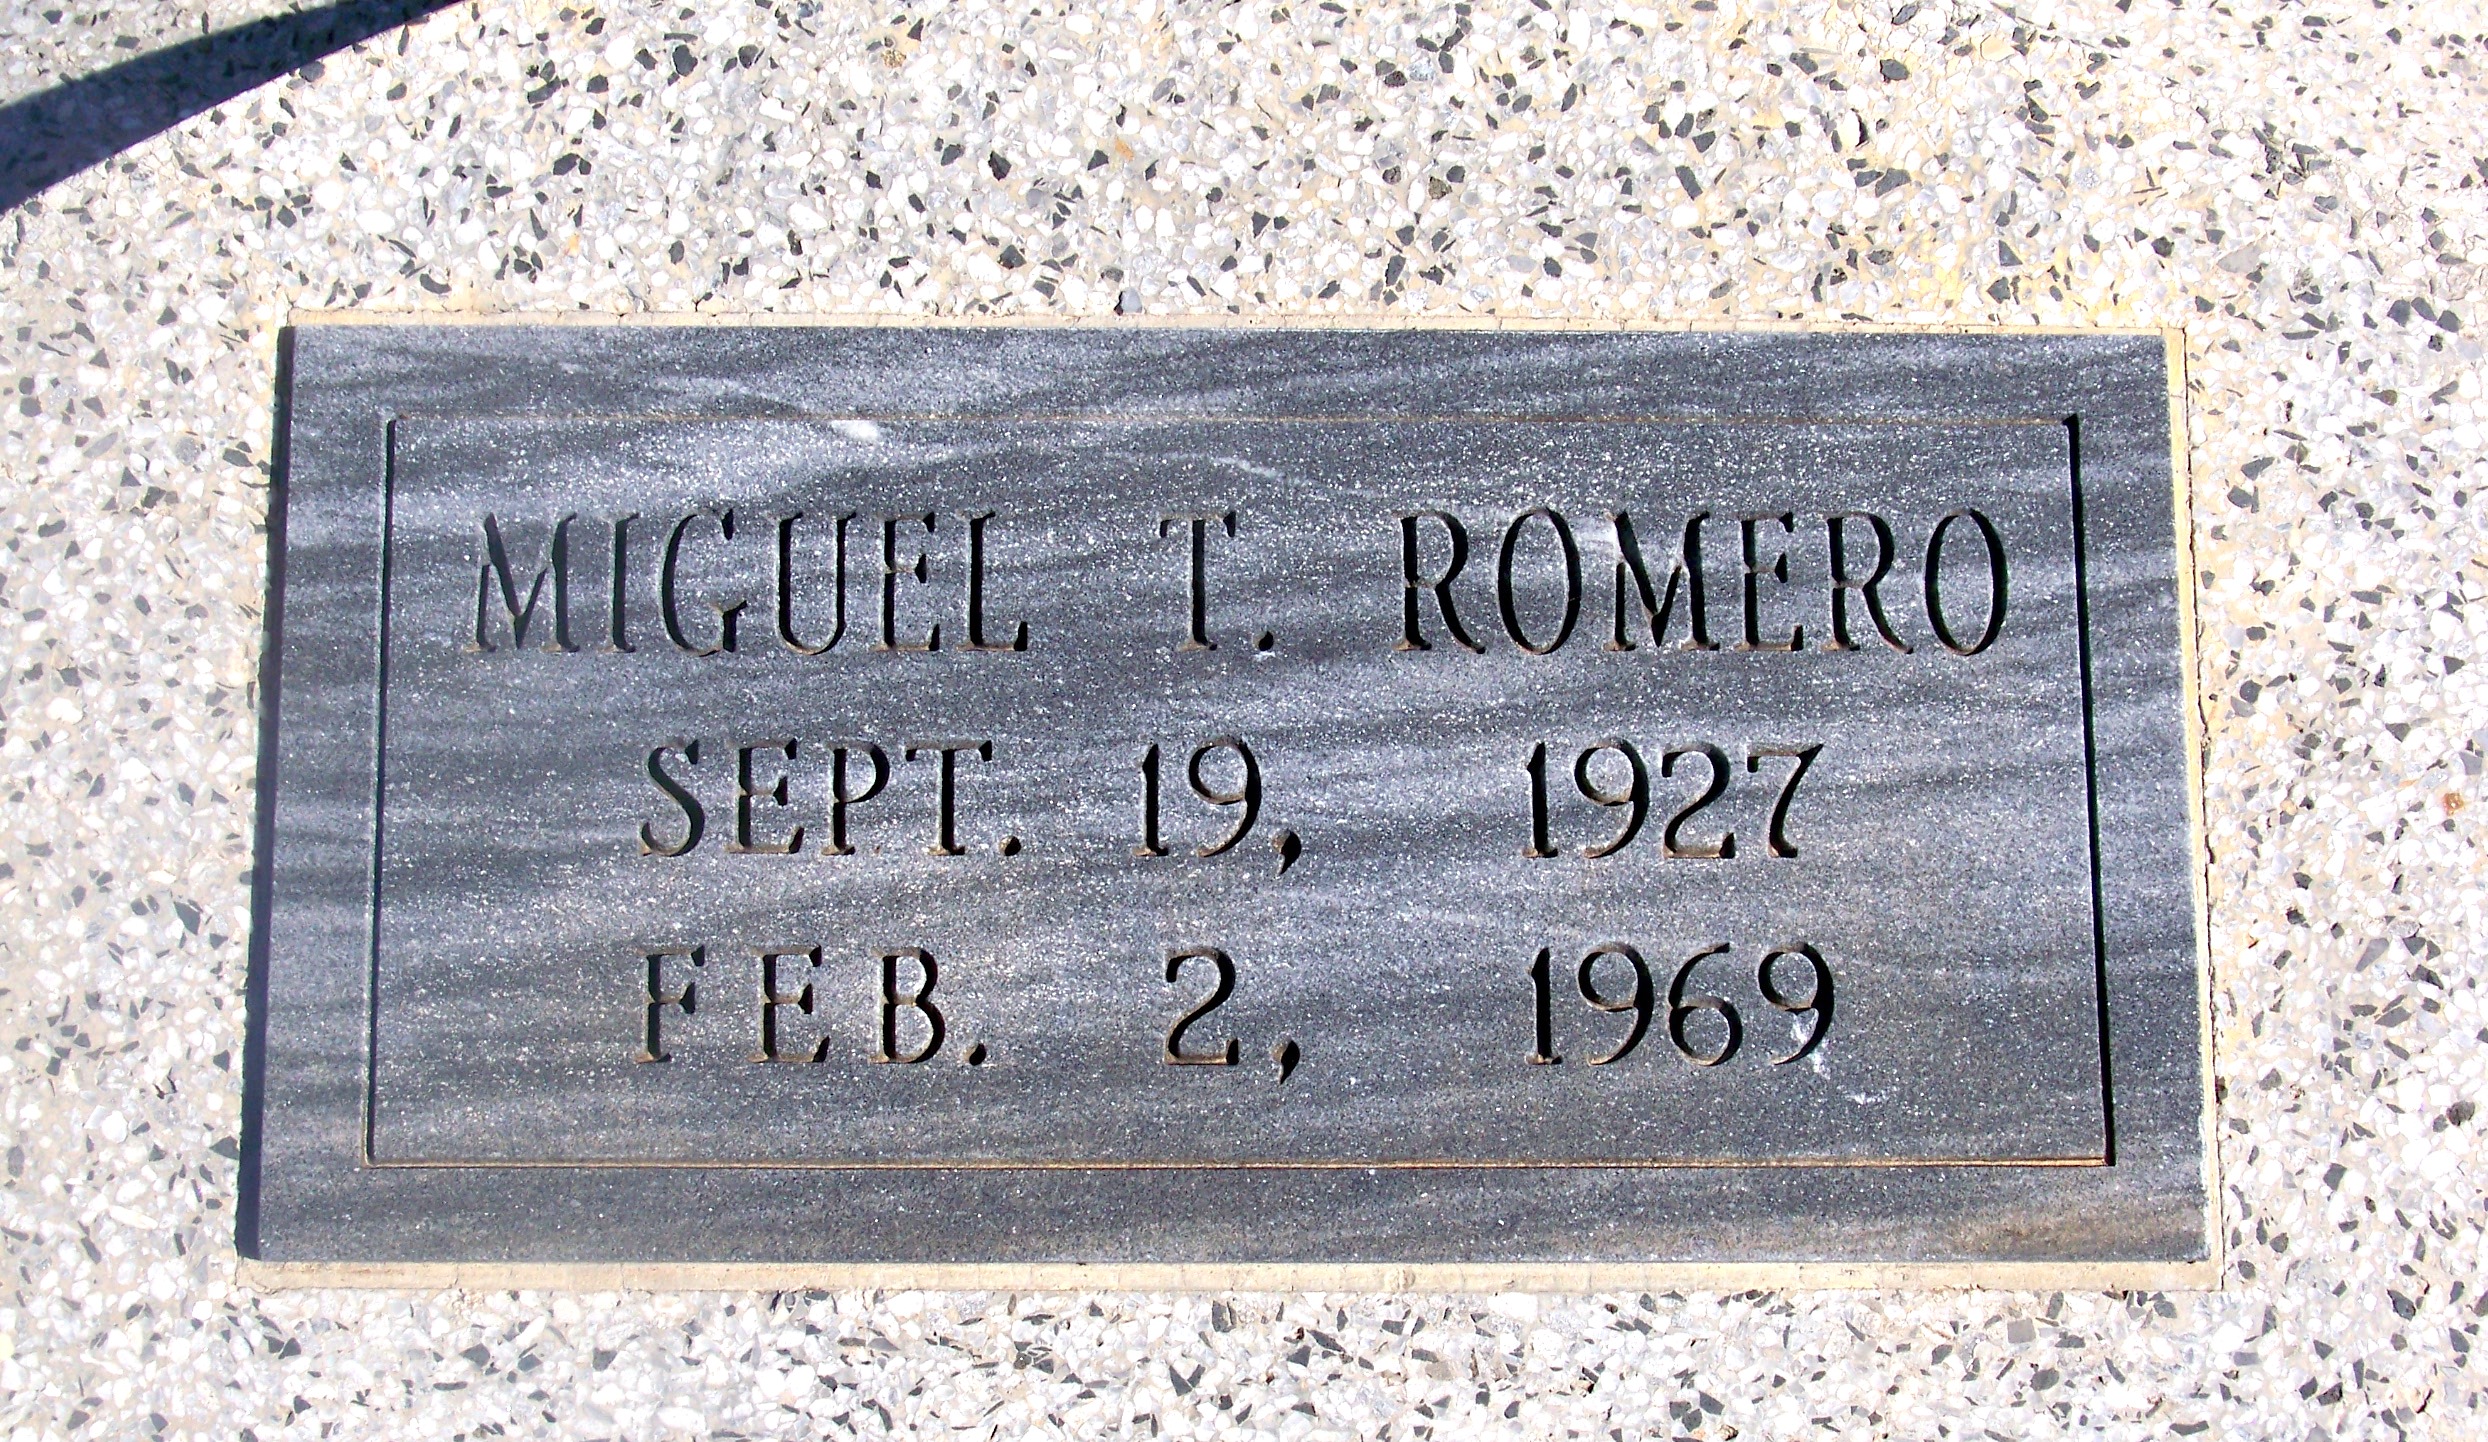 MIGUEL T. ROMERO
SEPT. 19, 1927
FEB. 2, 1969